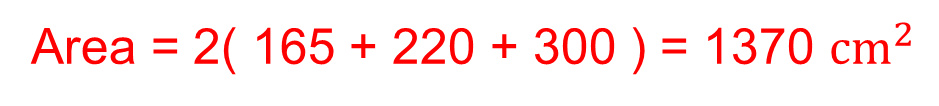 Area = 2( 165 + 220 + 300 ) = 1370 cm²